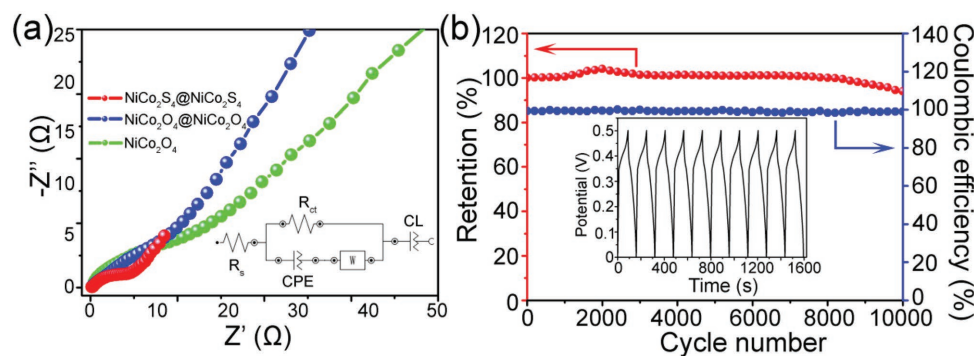 (a)
25
20
15
10
5
0
-Z'' (Ω)
NiCo₂S₄@NiCo₂S₄
NiCo₂O₄@NiCo₂O₄
NiCo₂O₄
Rs
Rct
CPE
W
CL
0 10 20 30 40 50
Z' (Ω)
(b)
120
100
80
60
40
20
0
Retention (%)
0.5
0.4
0.3
0.2
0.1
0
Potential (V)
0 400 800 1200 1600
Time (s)
140
120
100
80
60
40
20
0
Coulombic efficiency (%)
0 2000 4000 6000 8000 10000
Cycle number